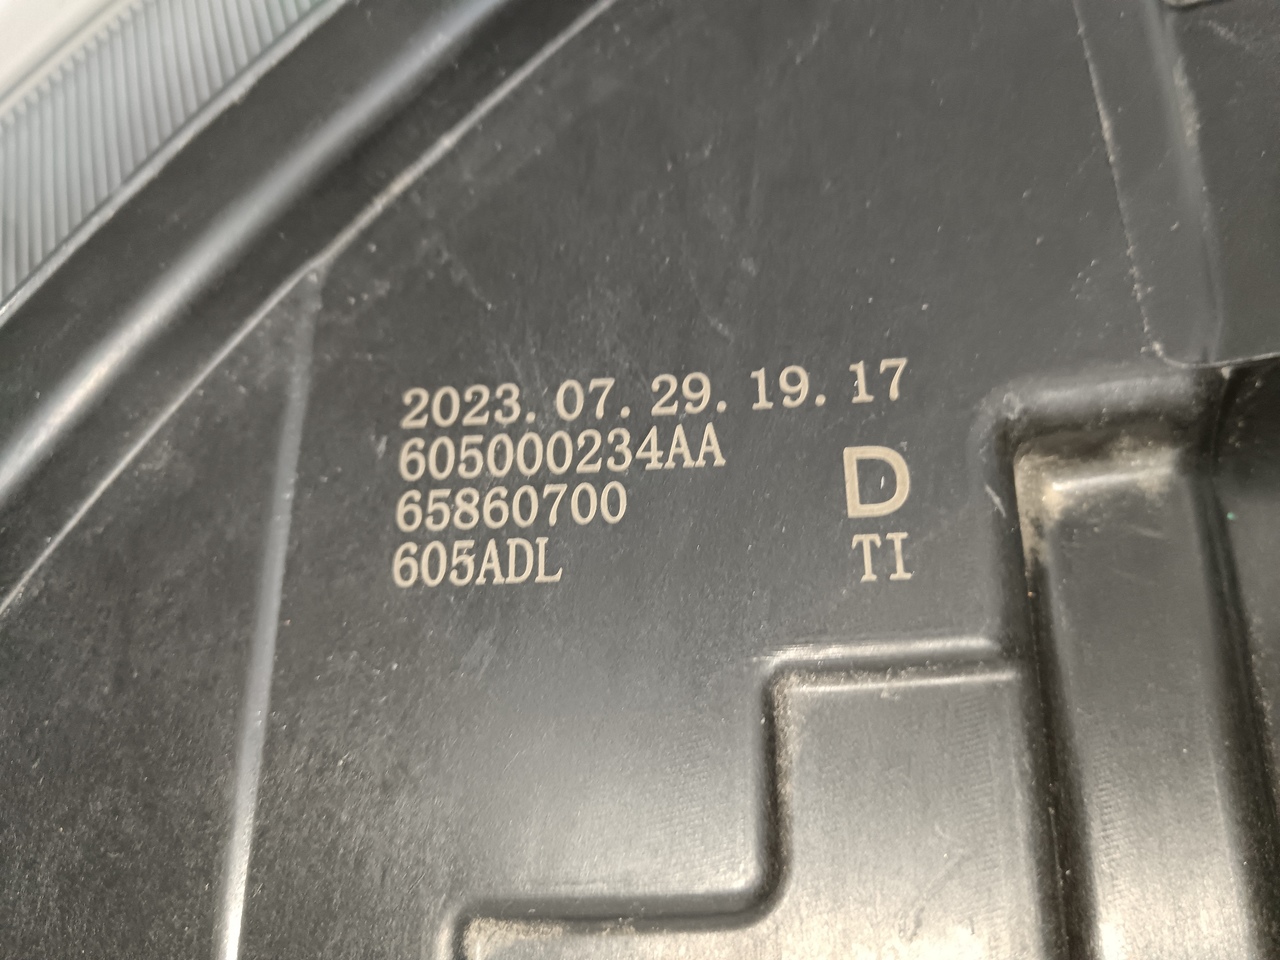 2023. 07. 29. 19. 17
605000234AA
65860700
D
605ADL
TI